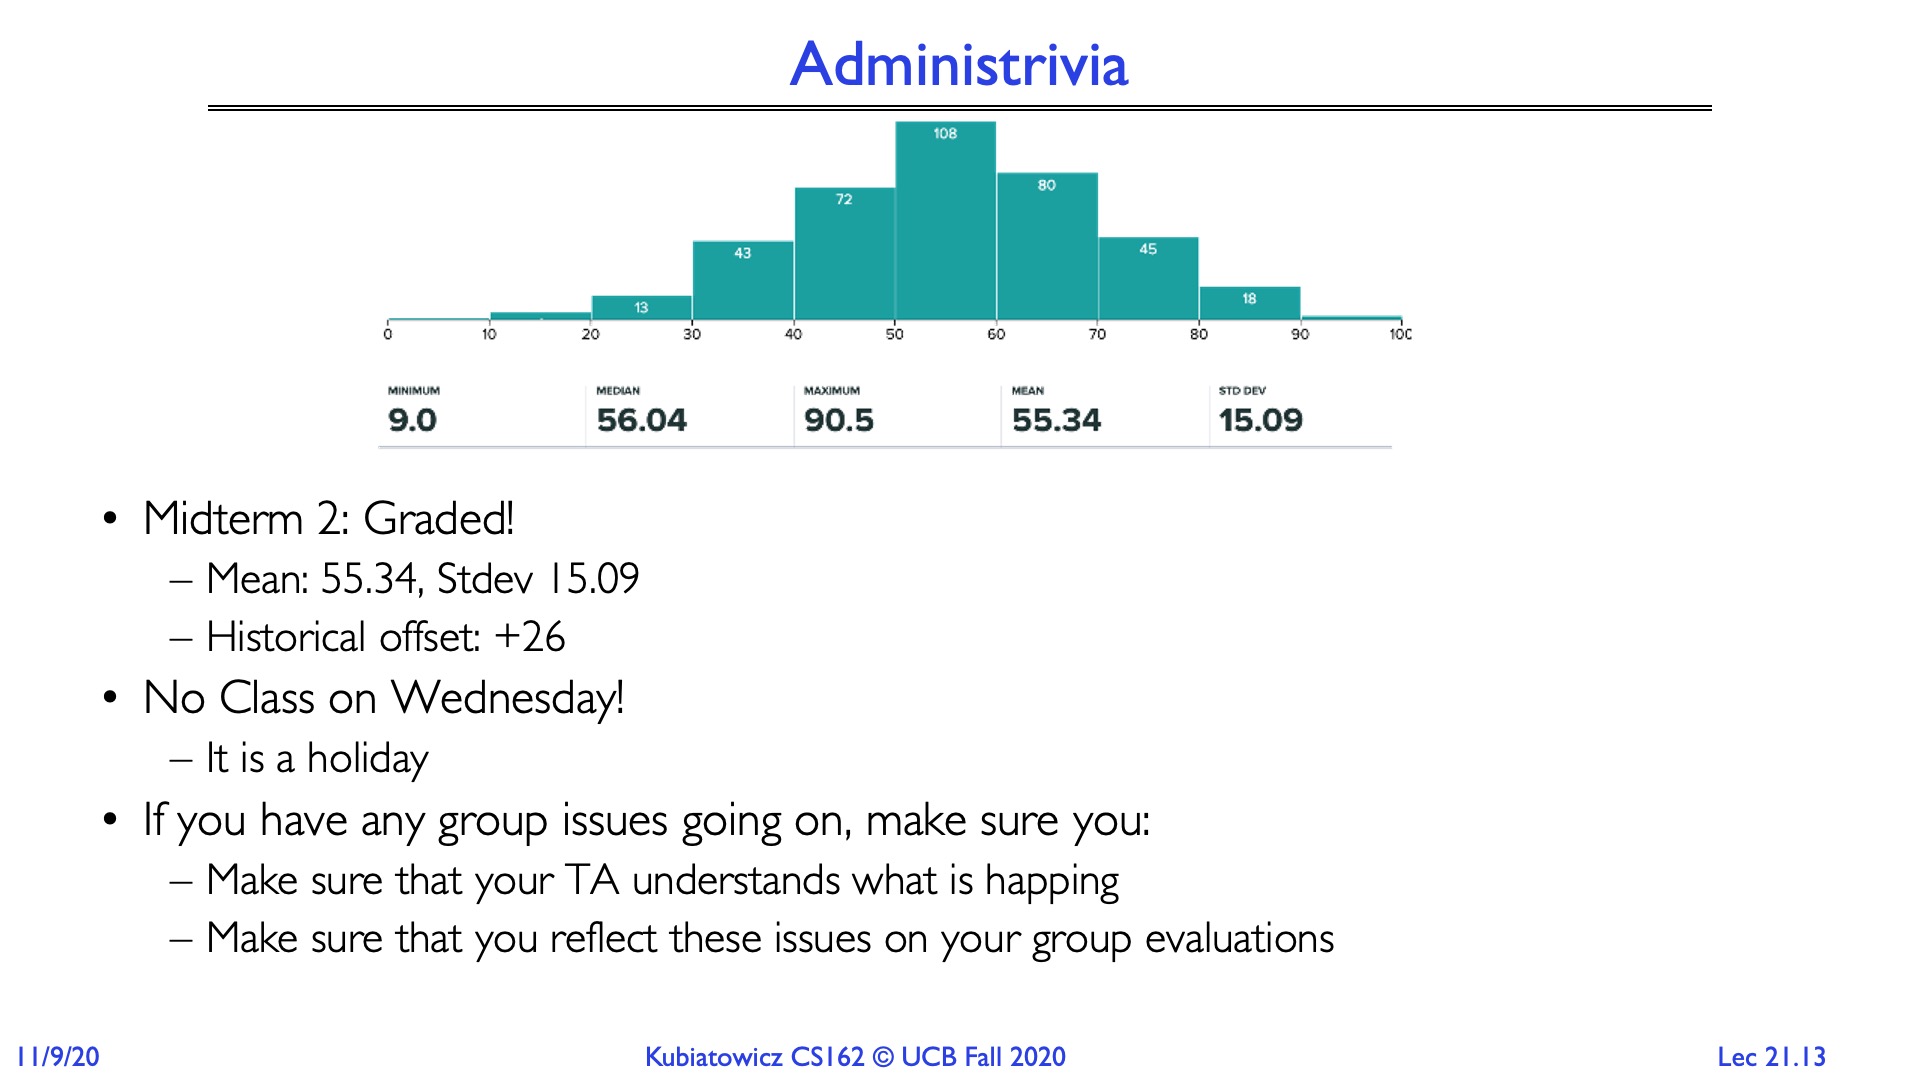 Administrivia
108
80
72
45
43
18
13
0 10 20 30 40 50 60 70 80 90 100
MINIMUM MEDIAN MAXIMUM MEAN STD DEV
9.0 56.04 90.5 55.34 15.09
• Midterm 2: Graded!
– Mean: 55.34, Stdev 15.09
– Historical offset: +26
• No Class on Wednesday!
– It is a holiday
• If you have any group issues going on, make sure you:
– Make sure that your TA understands what is happing
– Make sure that you reflect these issues on your group evaluations
11/9/20 Kubiatowicz CS162 © UCB Fall 2020 Lec 21.13